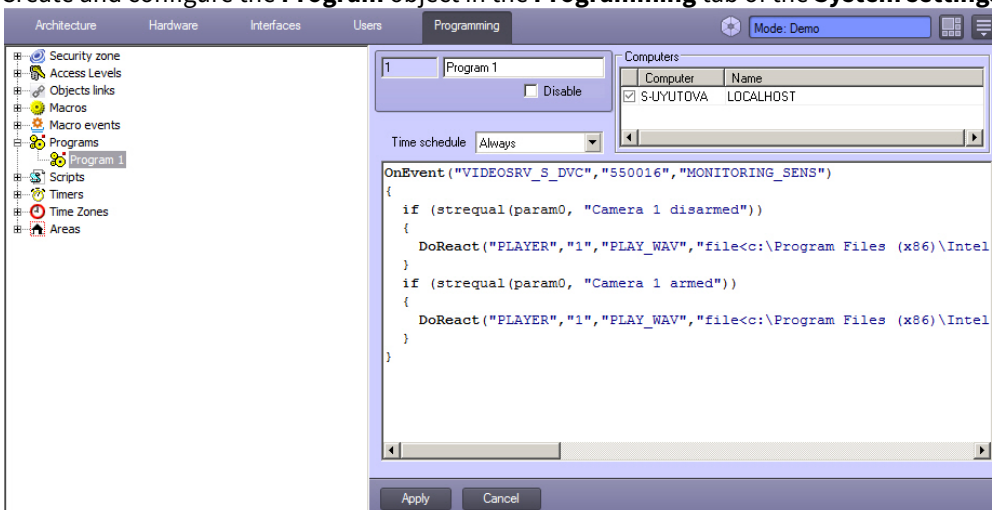 Create and configure the Program object in the Programming tab of the System settings
Architecture Hardware Interfaces Users Programming Mode: Demo
Security zone
Access Levels
Objects links
Macros
Macro events
Programs
Program 1
Scripts
Timers
Time Zones
Areas
1 Program 1
Disable
Computers
Computer Name
S-UYUTOVA LOCALHOST
Time schedule Always
OnEvent("VIDEOSRV_S_DVC","550016","MONITORING_SENS")
{
if (strequal(param0, "Camera 1 disarmed"))
{
DoReact("PLAYER","1","PLAY_WAV","file<c:\Program Files (x86)\Intel
}
if (strequal(param0, "Camera 1 armed"))
{
DoReact("PLAYER","1","PLAY_WAV","file<c:\Program Files (x86)\Intel
}
}
Apply Cancel